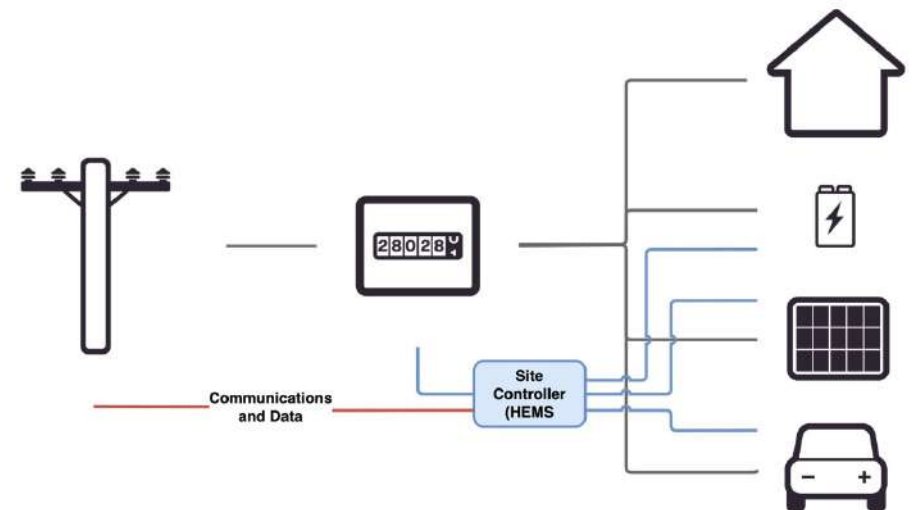 28028
Site
Controller
(HEMS
Communications
and Data
- +